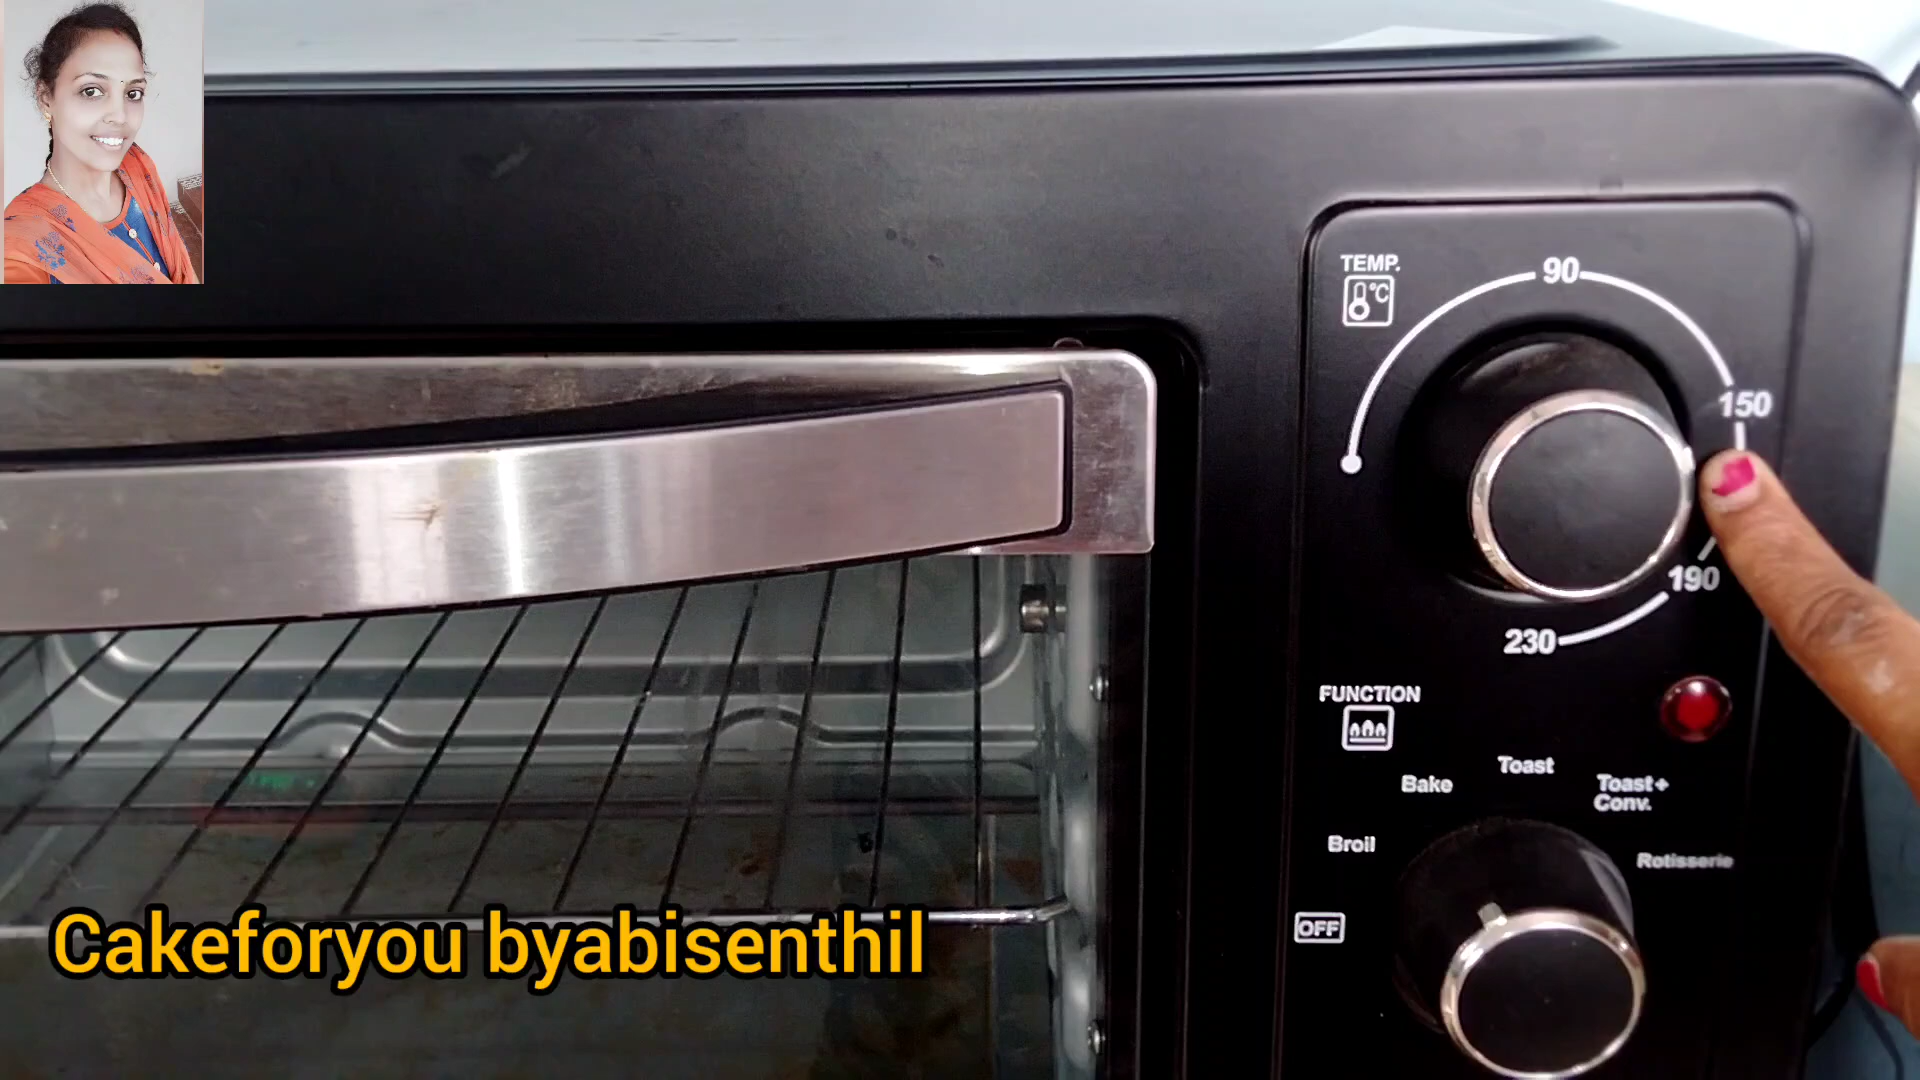 TEMP.
°C
90
150
190
230
FUNCTION
Toast
Bake
Toast+
Conv.
Broil
Rotisserie
OFF
Cakeforyou byabisenthil